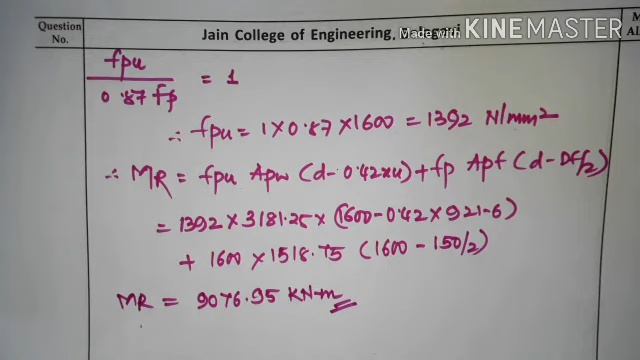 Question No.
Jain College of Engineering,
Made with KINEMASTER
fpu / 0.87 fp = 1
∴ fpu = 1 × 0.87 × 1600 = 1392 N/mm²
∴ MR = fpu Apw (d - 0.42 xu) + fp Apf (d - Df/2)
= 1392 × 3181.25 × (1600 - 0.42 × 921.6)
+ 1600 × 1518.75 (1600 - 150/2)
MR = 9076.95 KN-m